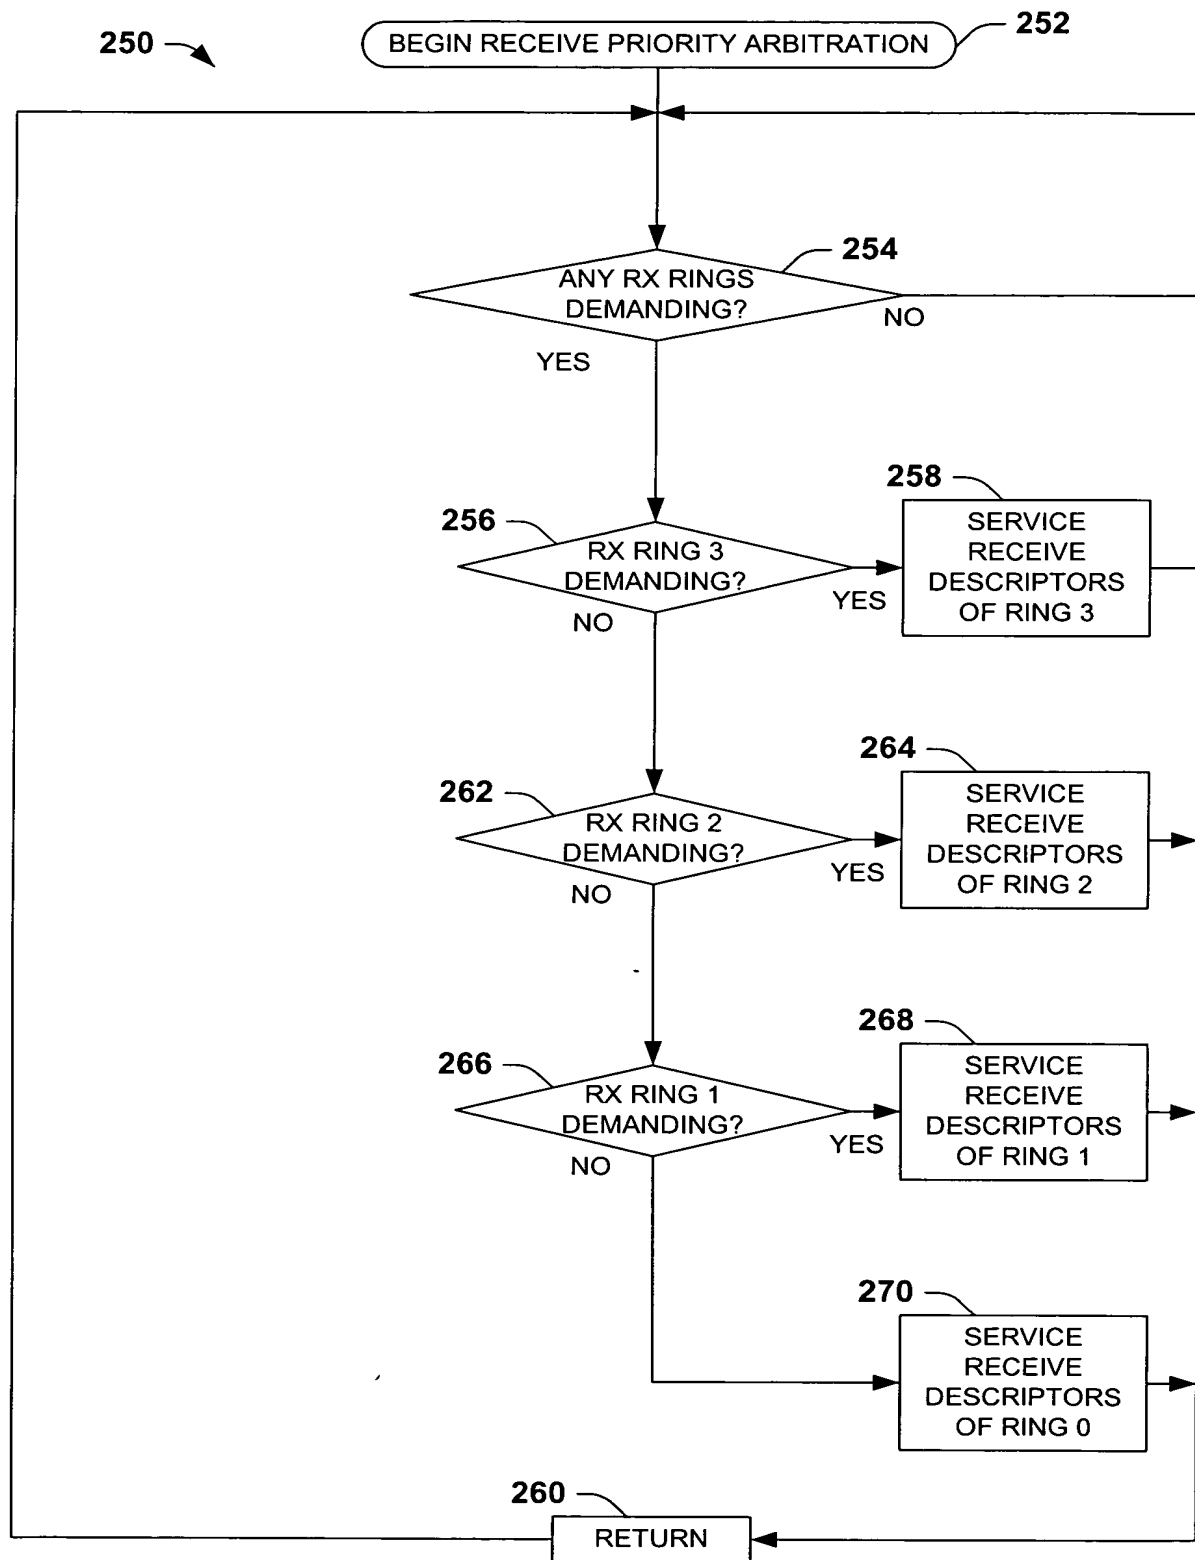 250
BEGIN RECEIVE PRIORITY ARBITRATION
252
254
ANY RX RINGS
DEMANDING?
NO
YES
256
RX RING 3
DEMANDING?
YES
NO
258
SERVICE
RECEIVE
DESCRIPTORS
OF RING 3
262
RX RING 2
DEMANDING?
YES
NO
264
SERVICE
RECEIVE
DESCRIPTORS
OF RING 2
266
RX RING 1
DEMANDING?
YES
NO
268
SERVICE
RECEIVE
DESCRIPTORS
OF RING 1
270
SERVICE
RECEIVE
DESCRIPTORS
OF RING 0
260
RETURN